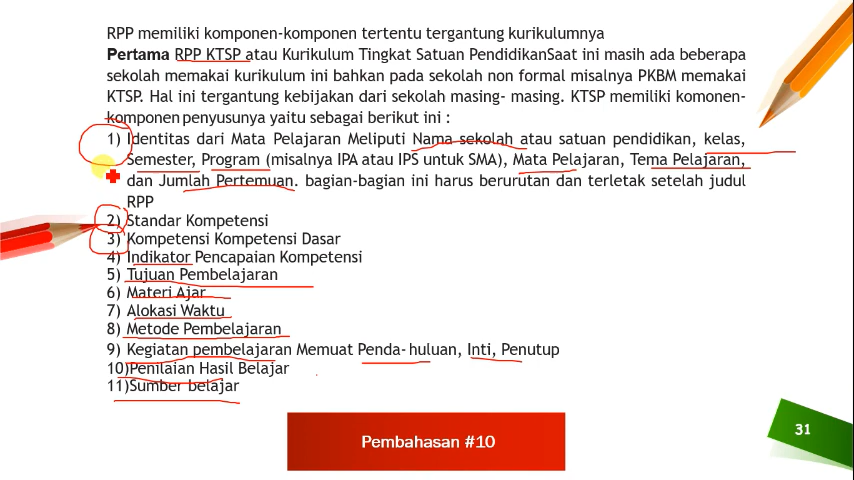 RPP memiliki komponen-komponen tertentu tergantung kurikulumnya
Pertama RPP KTSP atau Kurikulum Tingkat Satuan PendidikanSaat ini masih ada beberapa
sekolah memakai kurikulum ini bahkan pada sekolah non formal misalnya PKBM memakai
KTSP. Hal ini tergantung kebijakan dari sekolah masing- masing. KTSP memiliki komonen-
komponen penyusunya yaitu sebagai berikut ini :
1) Identitas dari Mata Pelajaran Meliputi Nama sekolah atau satuan pendidikan, kelas,
Semester, Program (misalnya IPA atau IPS untuk SMA), Mata Pelajaran, Tema Pelajaran,
dan Jumlah Pertemuan. bagian-bagian ini harus berurutan dan terletak setelah judul
RPP
2) Standar Kompetensi
3) Kompetensi Kompetensi Dasar
4) Indikator Pencapaian Kompetensi
5) Tujuan Pembelajaran
6) Materi Ajar
7) Alokasi Waktu
8) Metode Pembelajaran
9) Kegiatan pembelajaran Memuat Penda- huluan, Inti, Penutup
10)Penilaian Hasil Belajar
11)Sumber belajar
Pembahasan #10
31